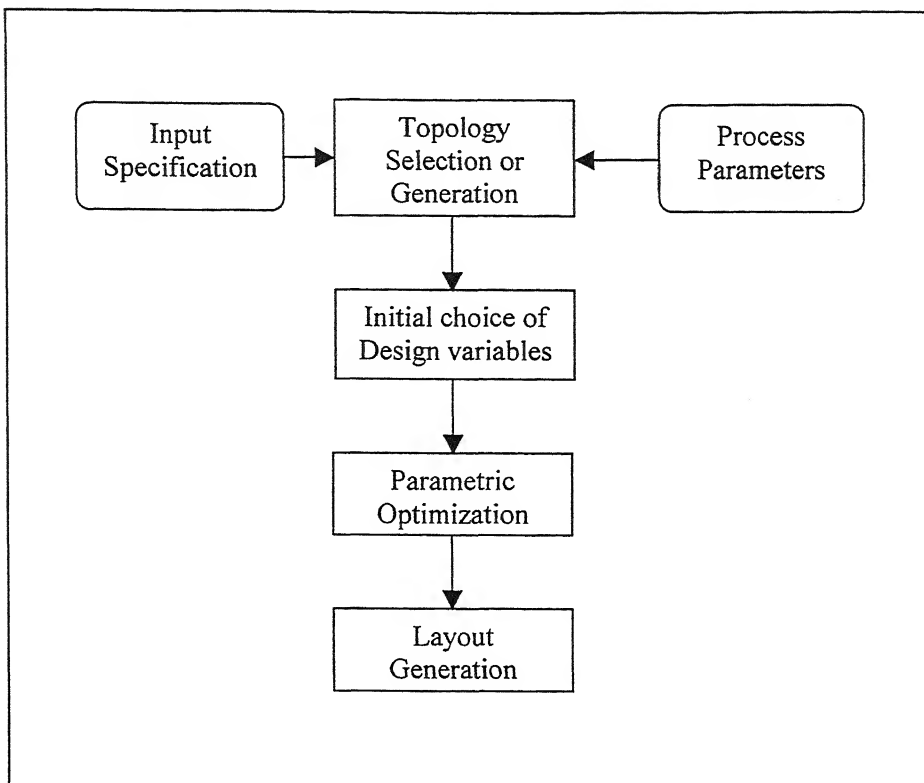 Input
Specification
Topology
Selection or
Generation
Process
Parameters
Initial choice of
Design variables
Parametric
Optimization
Layout
Generation